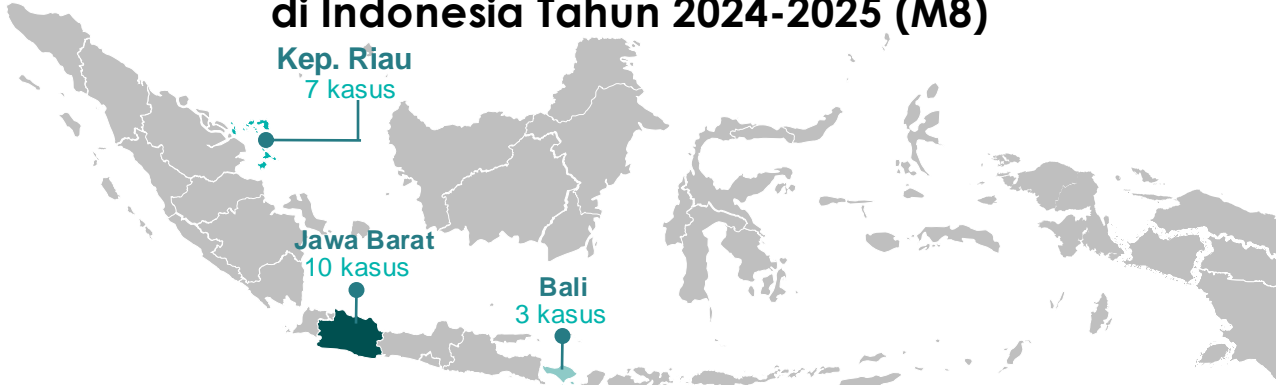 di Indonesia Tahun 2024-2025 (M8)
Kep. Riau
7 kasus
Jawa Barat
10 kasus
Bali
3 kasus